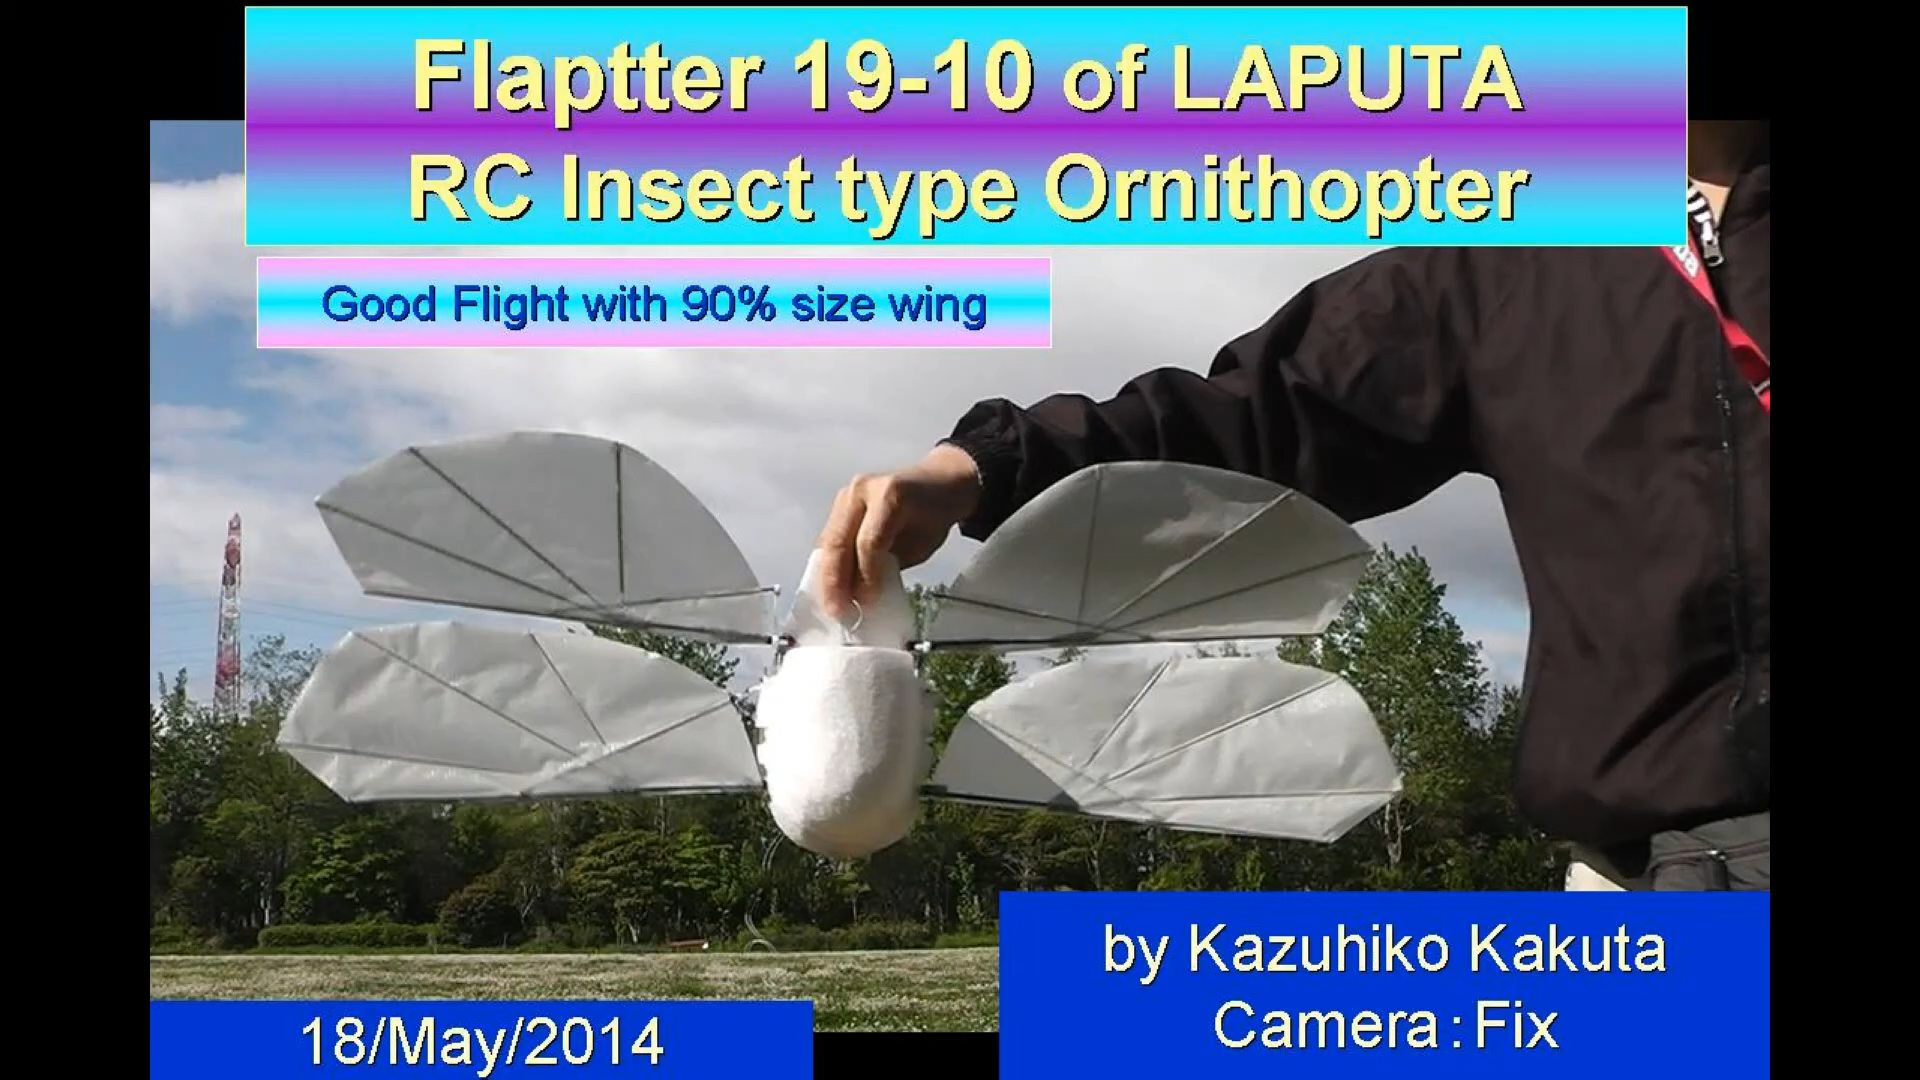 Flaptter 19-10 of LAPUTA
RC Insect type Ornithopter
Good Flight with 90% size wing
by Kazuhiko Kakuta
Camera：Fix
18/May/2014